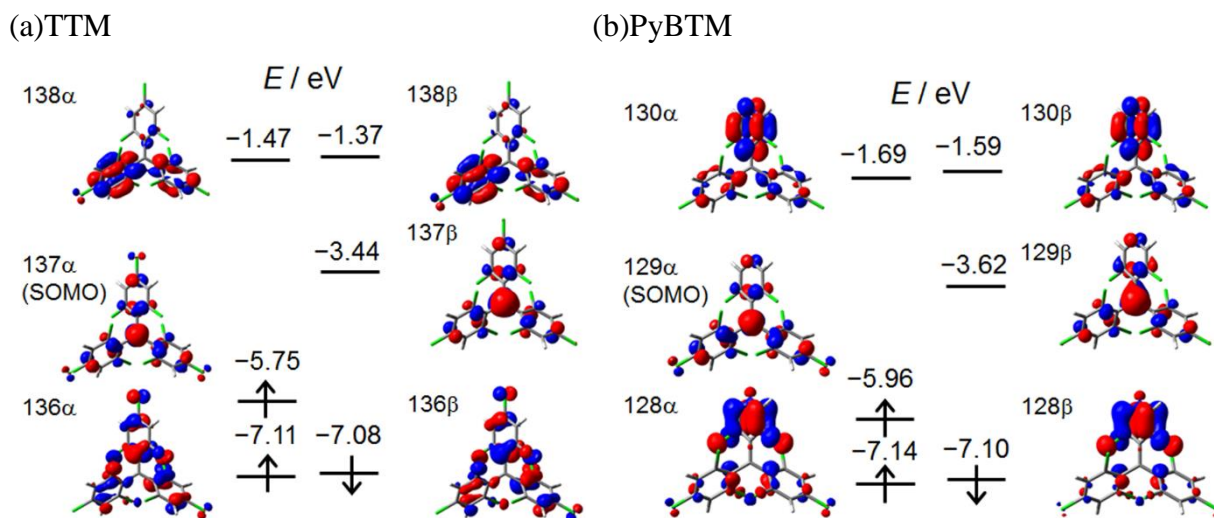 (a)TTM
(b)PyBTM
138α
E / eV
138β
−1.47
−1.37
137α
(SOMO)
−3.44
137β
−5.75
136α
−7.11
−7.08
136β
130α
E / eV
130β
−1.69
−1.59
129α
(SOMO)
−3.62
129β
−5.96
128α
−7.14
−7.10
128β